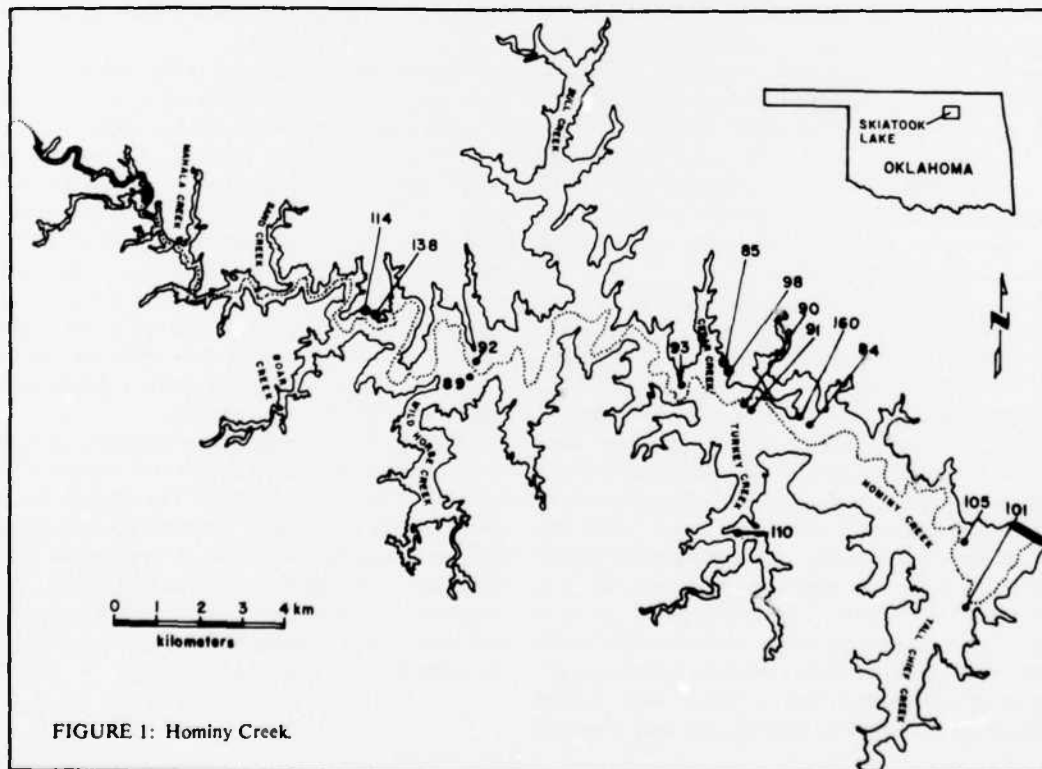 BULL CREEK
SKIATOOK
LAKE
OKLAHOMA
MAHALA CREEK
SAND CREEK
114
138
85
98
90
91
160
84
N
92
93
CEDAR CREEK
89
BOAR
CREEK
WILD HORSE CREEK
TURKEY CREEK
HOMINY CREEK
105
101
110
TALL CHIEF CREEK
0 1 2 3 4 km
kilometers
FIGURE 1: Hominy Creek.